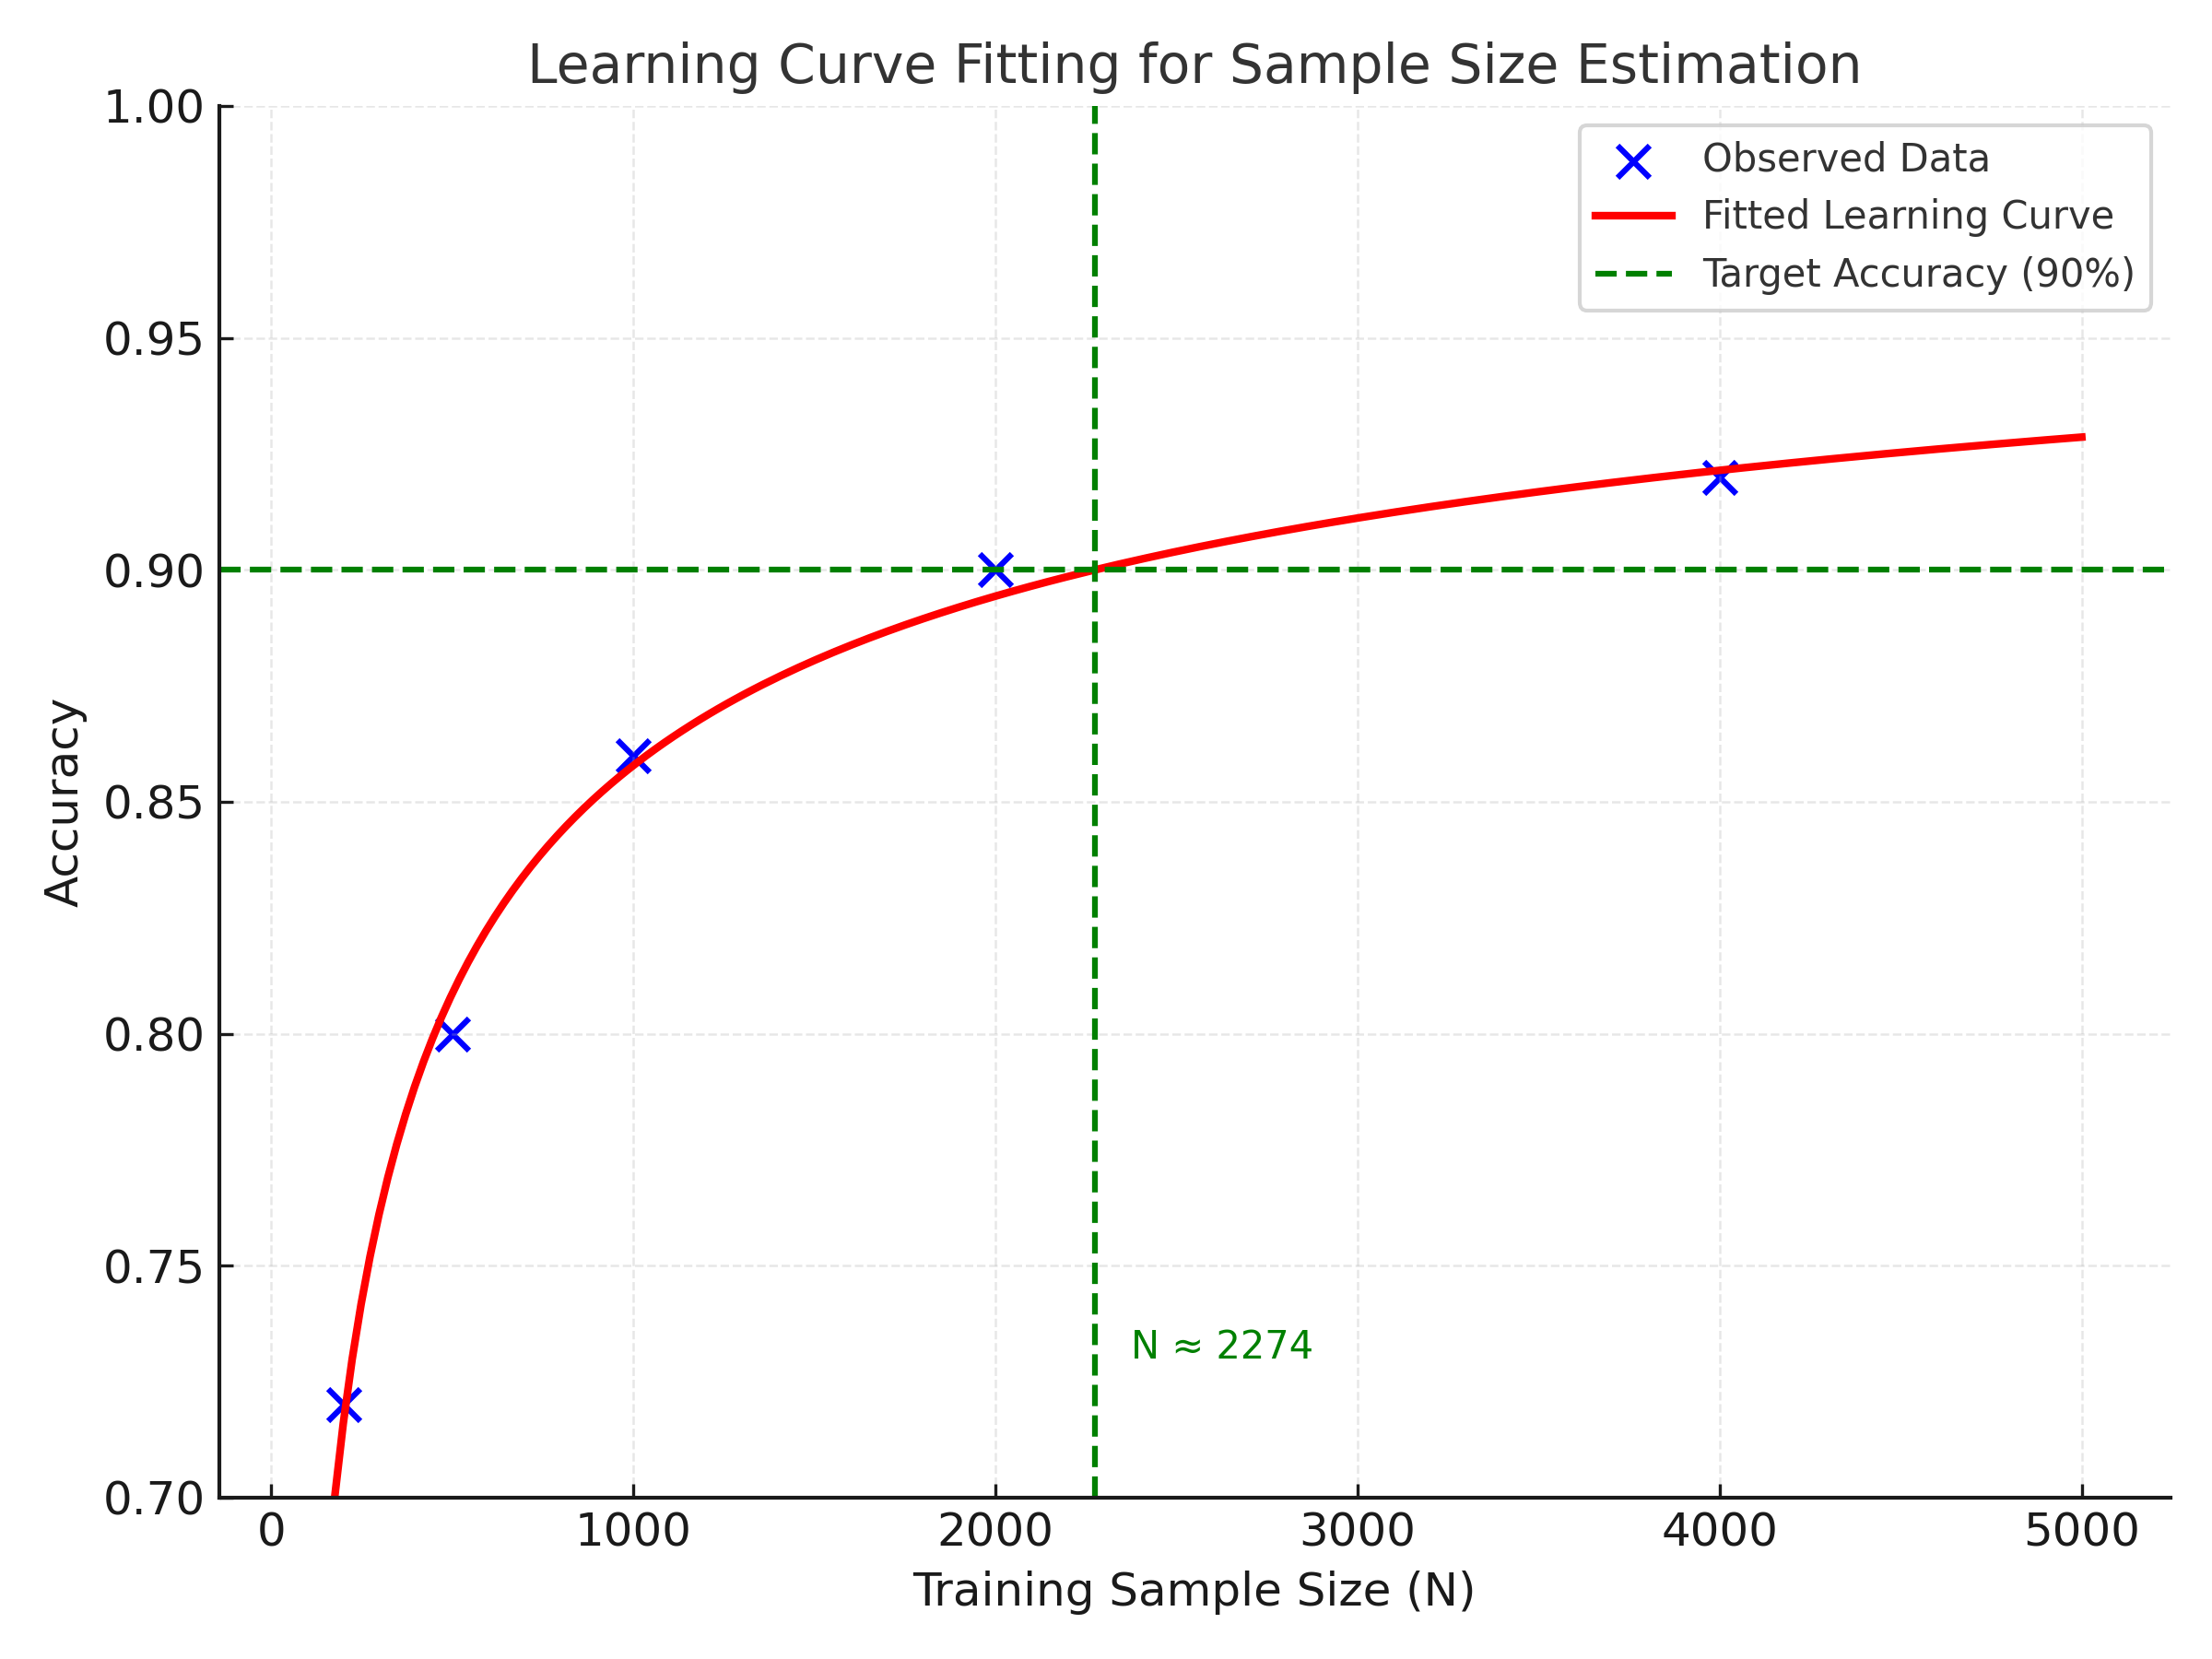 Learning Curve Fitting for Sample Size Estimation
Observed Data
Fitted Learning Curve
Target Accuracy (90%)
1.00
0.95
0.90
0.85
0.80
0.75
0.70
Accuracy
N ≈ 2274
0 1000 2000 3000 4000 5000
Training Sample Size (N)